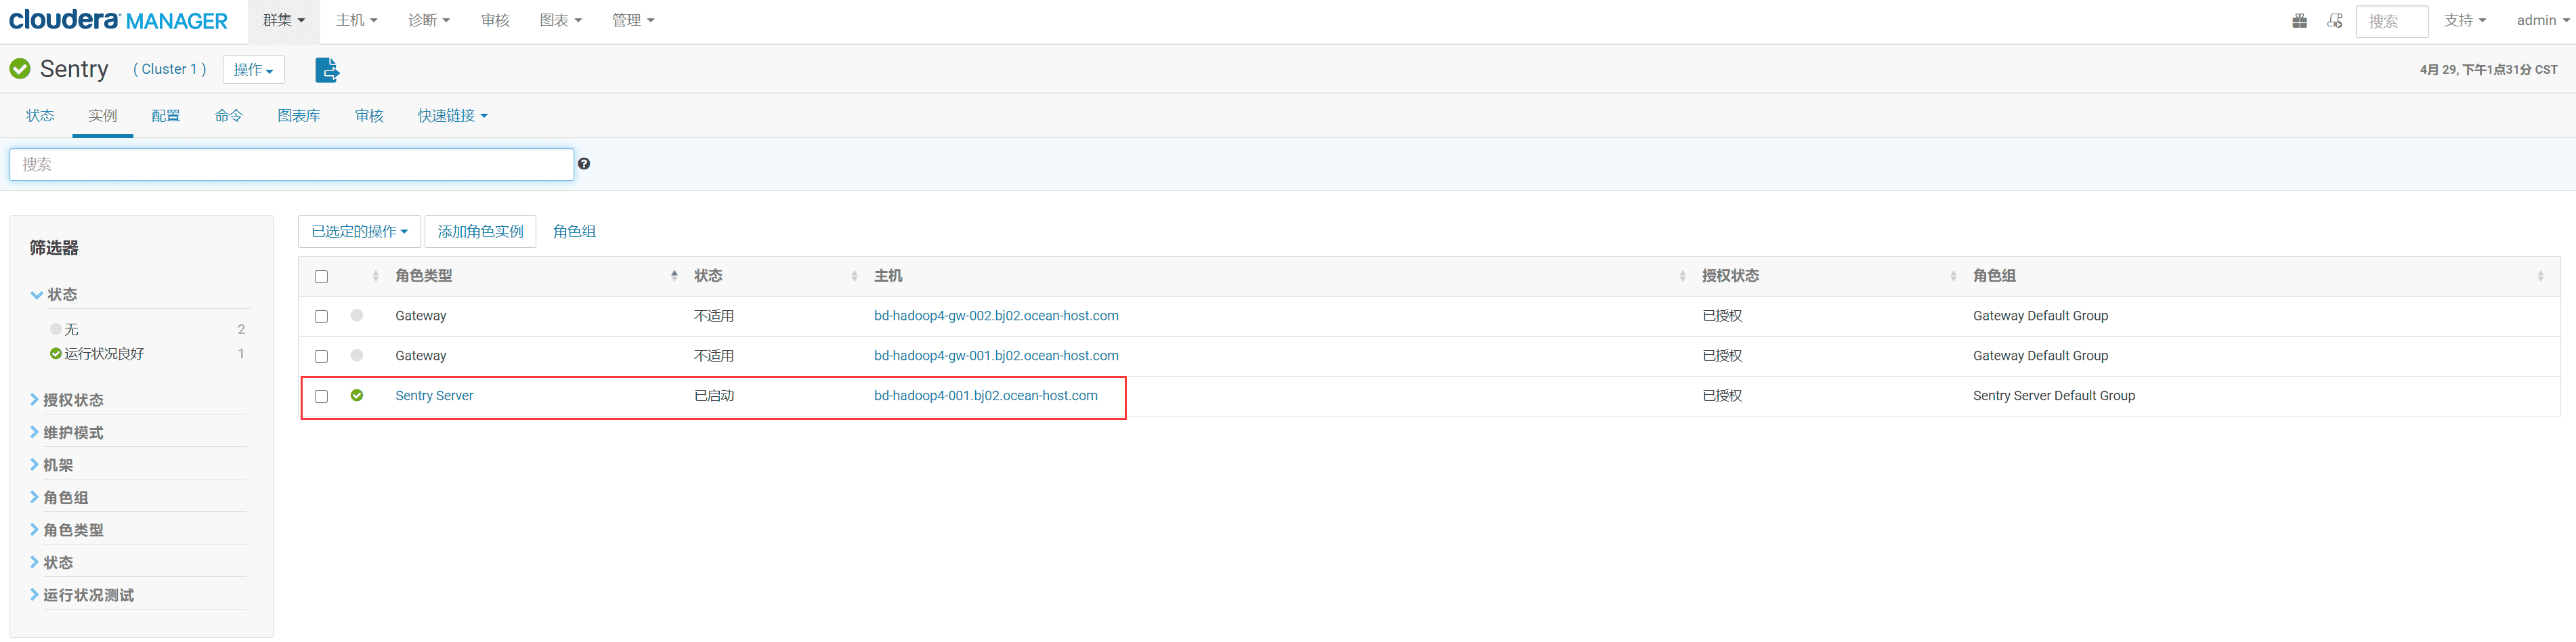 cloudera MANAGER 群集 主机 诊断 审核 图表 管理 搜索 支持 admin
Sentry ( Cluster 1 ) 操作 4月 29, 下午1点31分 CST
状态 实例 配置 命令 图表库 审核 快速链接
搜索
筛选器
状态
无 2
运行状况良好 1
授权状态
维护模式
机架
角色组
角色类型
状态
运行状况测试
已选定的操作 添加角色实例 角色组
角色类型 状态 主机 授权状态 角色组
Gateway 不适用 bd-hadoop4-gw-002.bj02.ocean-host.com 已授权 Gateway Default Group
Gateway 不适用 bd-hadoop4-gw-001.bj02.ocean-host.com 已授权 Gateway Default Group
Sentry Server 已启动 bd-hadoop4-001.bj02.ocean-host.com 已授权 Sentry Server Default Group